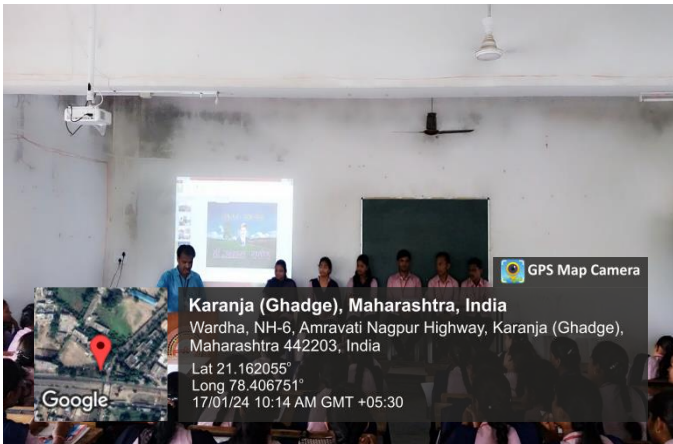 GPS Map Camera
Karanja (Ghadge), Maharashtra, India
Wardha, NH-6, Amravati Nagpur Highway, Karanja (Ghadge),
Maharashtra 442203, India
Lat 21.162055°
Long 78.406751°
17/01/24 10:14 AM GMT +05:30
Google